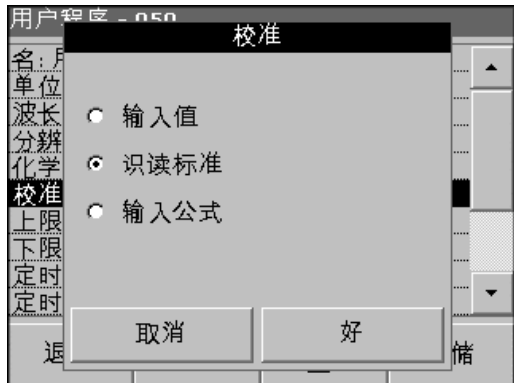 用户程序 - 050
校准
名:
单位
波长
分辨
化学
校准
上限
下限
定时
定时
输入值
识读标准
输入公式
取消
好
退
储